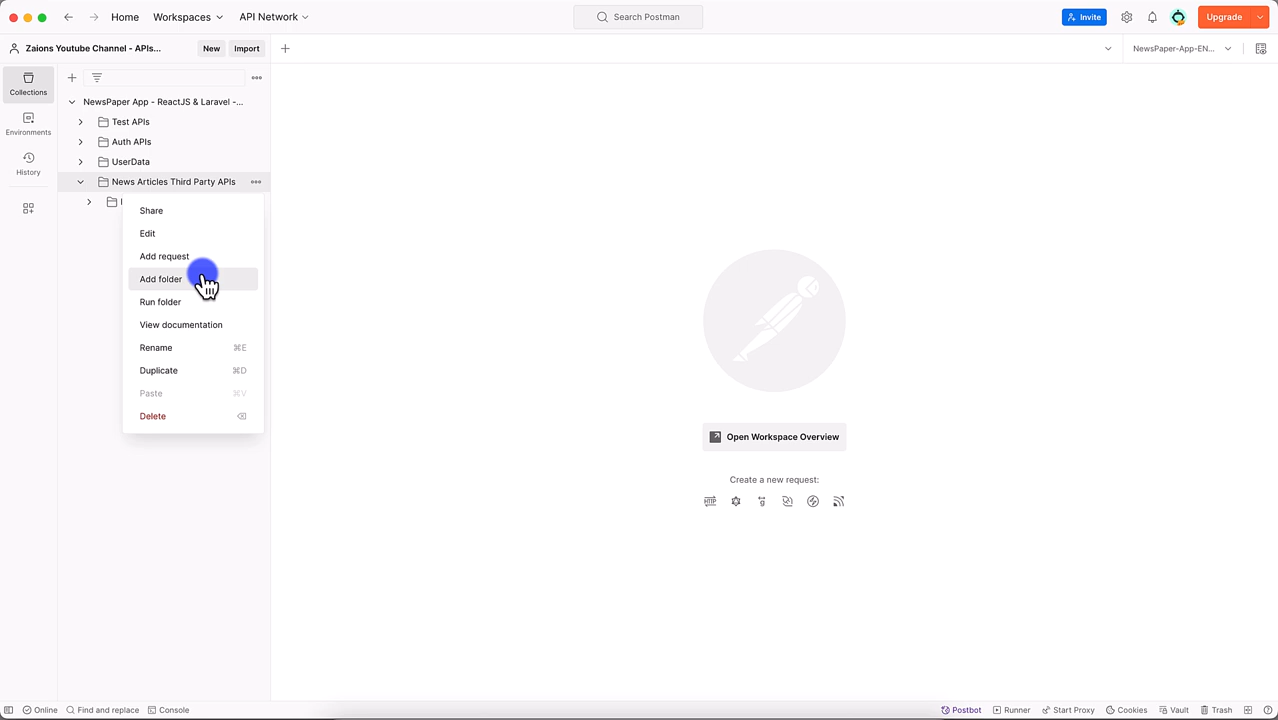 Home
Workspaces
API Network
Search Postman
Invite
Upgrade
Zaions Youtube Channel - APIs...
New
Import
NewsPaper-App-EN...
Collections
Environments
History
NewsPaper App - ReactJS & Laravel -...
Test APIs
Auth APIs
UserData
News Articles Third Party APIs
Share
Edit
Add request
Add folder
Run folder
View documentation
Rename ⌘E
Duplicate ⌘D
Paste ⌘V
Delete
Open Workspace Overview
Create a new request:
HTTP
Online
Find and replace
Console
Postbot
Runner
Start Proxy
Cookies
Vault
Trash